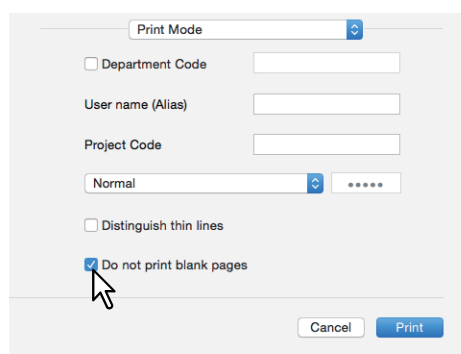 Print Mode
Department Code
User name (Alias)
Project Code
Normal •••••
Distinguish thin lines
Do not print blank pages
Cancel Print